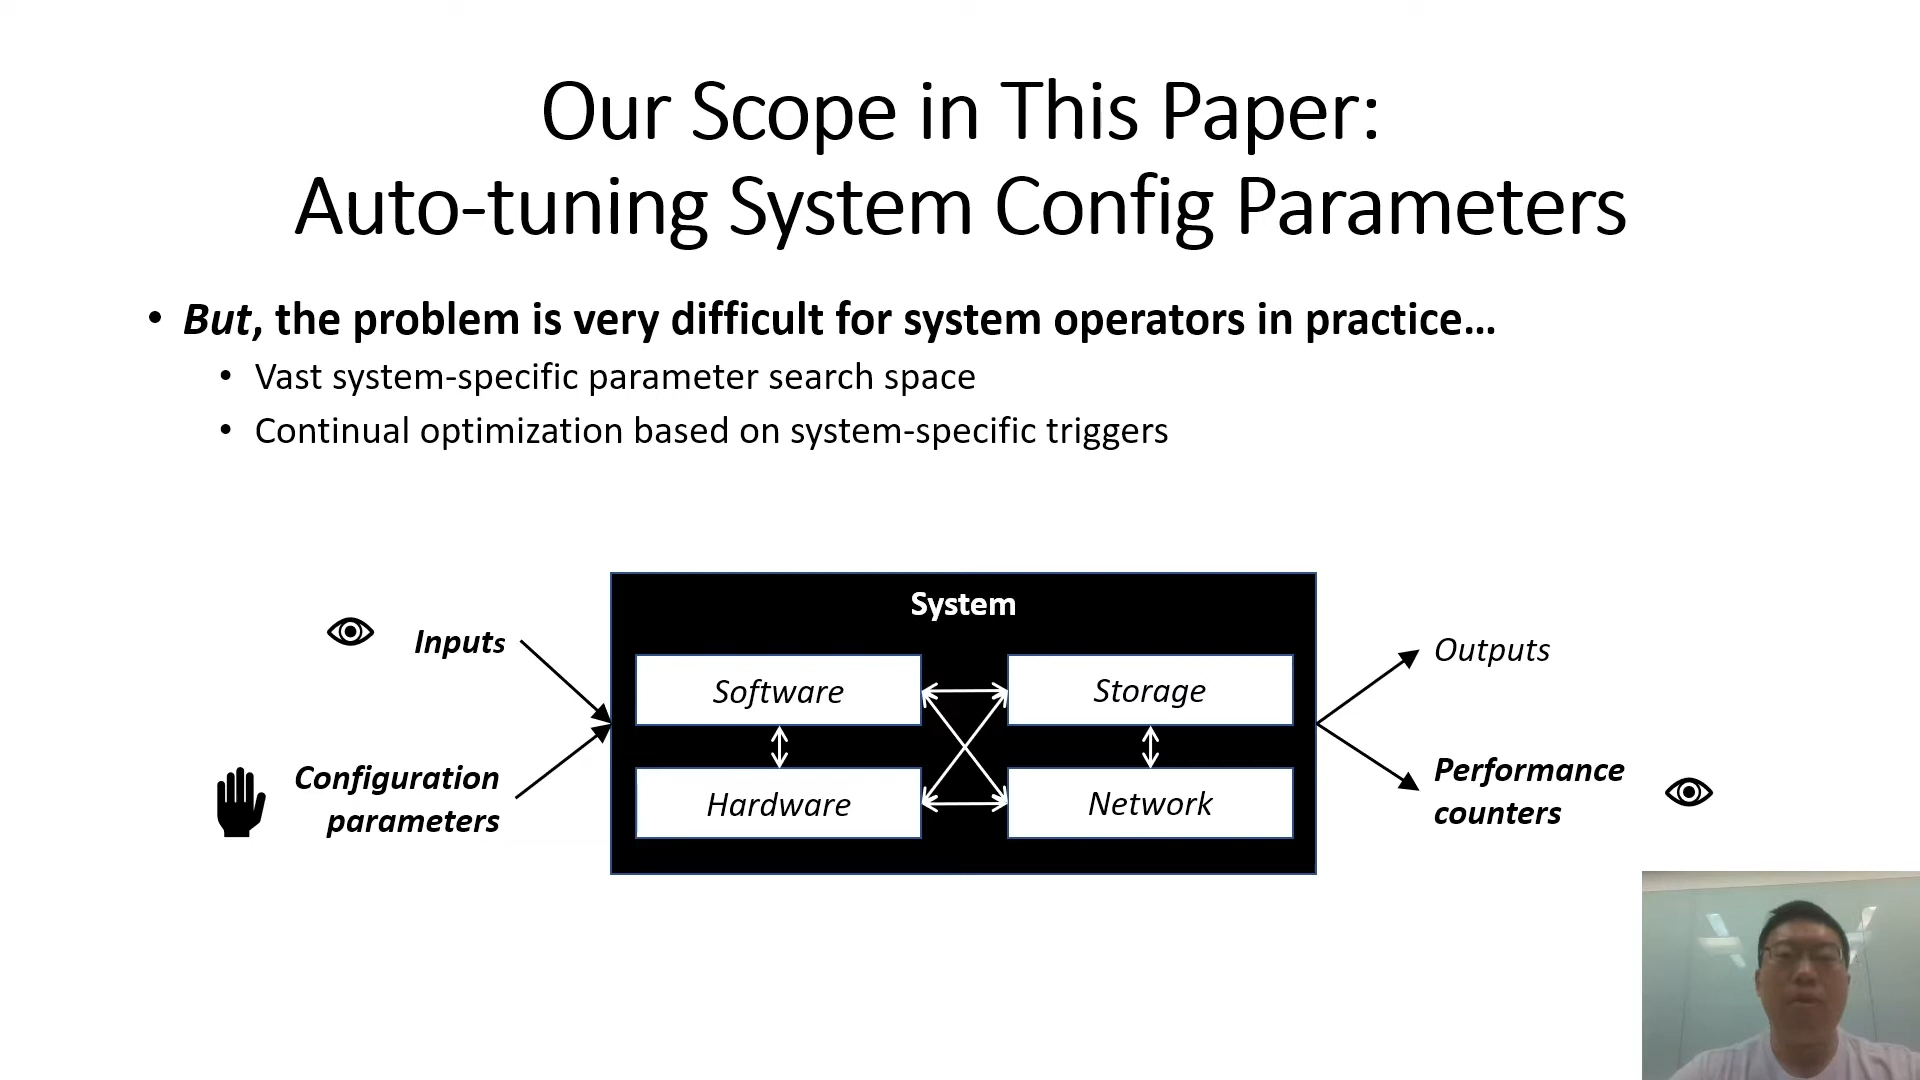 Our Scope in This Paper:
Auto-tuning System Config Parameters
• But, the problem is very difficult for system operators in practice...
• Vast system-specific parameter search space
• Continual optimization based on system-specific triggers
System
Inputs
Software
Storage
Outputs
Configuration
parameters
Hardware
Network
Performance
counters